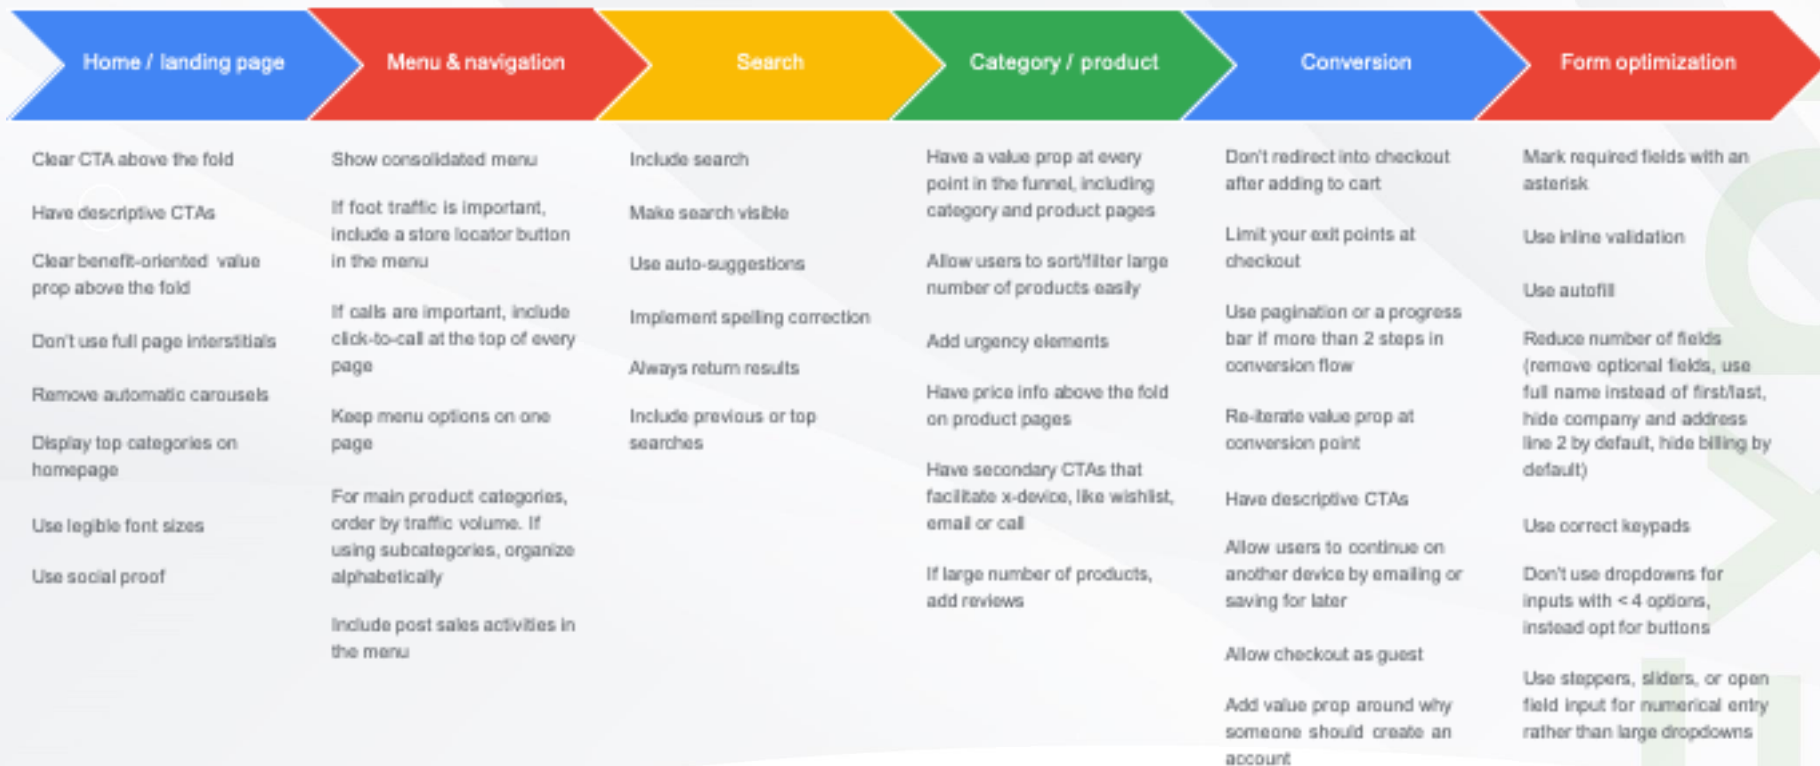 Home / landing page
Menu & navigation
Search
Category / product
Conversion
Form optimization
Clear CTA above the fold
Have descriptive CTAs
Clear benefit-oriented value
prop above the fold
Don't use full page interstitials
Remove automatic carousels
Display top categories on
homepage
Use legible font sizes
Use social proof
Show consolidated menu
If foot traffic is important,
include a store locator button
in the menu
If calls are important, include
click-to-call at the top of every
page
Keep menu options on one
page
For main product categories,
order by traffic volume. If
using subcategories, organize
alphabetically
Include post sales activities in
the menu
Include search
Make search visible
Use auto-suggestions
Implement spelling correction
Always return results
Include previous or top
searches
Have a value prop at every
point in the funnel, including
category and product pages
Allow users to sort/filter large
number of products easily
Add urgency elements
Have price info above the fold
on product pages
Have secondary CTAs that
facilitate x-device, like wishlist,
email or call
If large number of products,
add reviews
Don't redirect into checkout
after adding to cart
Limit your exit points at
checkout
Use pagination or a progress
bar if more than 2 steps in
conversion flow
Re-iterate value prop at
conversion point
Have descriptive CTAs
Allow users to continue on
another device by emailing or
saving for later
Allow checkout as guest
Add value prop around why
someone should create an
account
Mark required fields with an
asterisk
Use inline validation
Use autofill
Reduce number of fields
(remove optional fields, use
full name instead of first/last,
hide company and address
line 2 by default, hide billing by
default)
Use correct keypads
Don't use dropdowns for
inputs with < 4 options,
instead opt for buttons
Use steppers, sliders, or open
field input for numerical entry
rather than large dropdowns